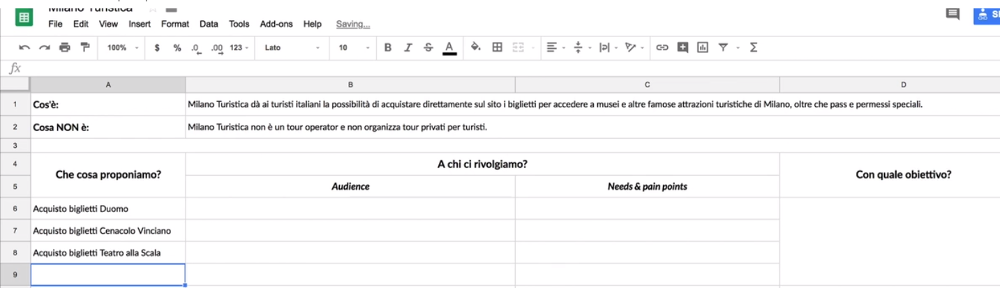 Milano Turistica
File Edit View Insert Format Data Tools Add-ons Help Saving...
100% $ % .0 .00 123 Lato 10 B I S A
fx
A B C D
1 Cos'è: Milano Turistica dà ai turisti italiani la possibilità di acquistare direttamente sul sito i biglietti per accedere a musei e altre famose attrazioni turistiche di Milano, oltre che pass e permessi speciali.
2 Cosa NON è: Milano Turistica non è un tour operator e non organizza tour privati per turisti.
3
4 A chi ci rivolgiamo?
Che cosa proponiamo? Con quale obiettivo?
5 Audience Needs & pain points
6 Acquisto biglietti Duomo
7 Acquisto biglietti Cenacolo Vinciano
8 Acquisto biglietti Teatro alla Scala
9